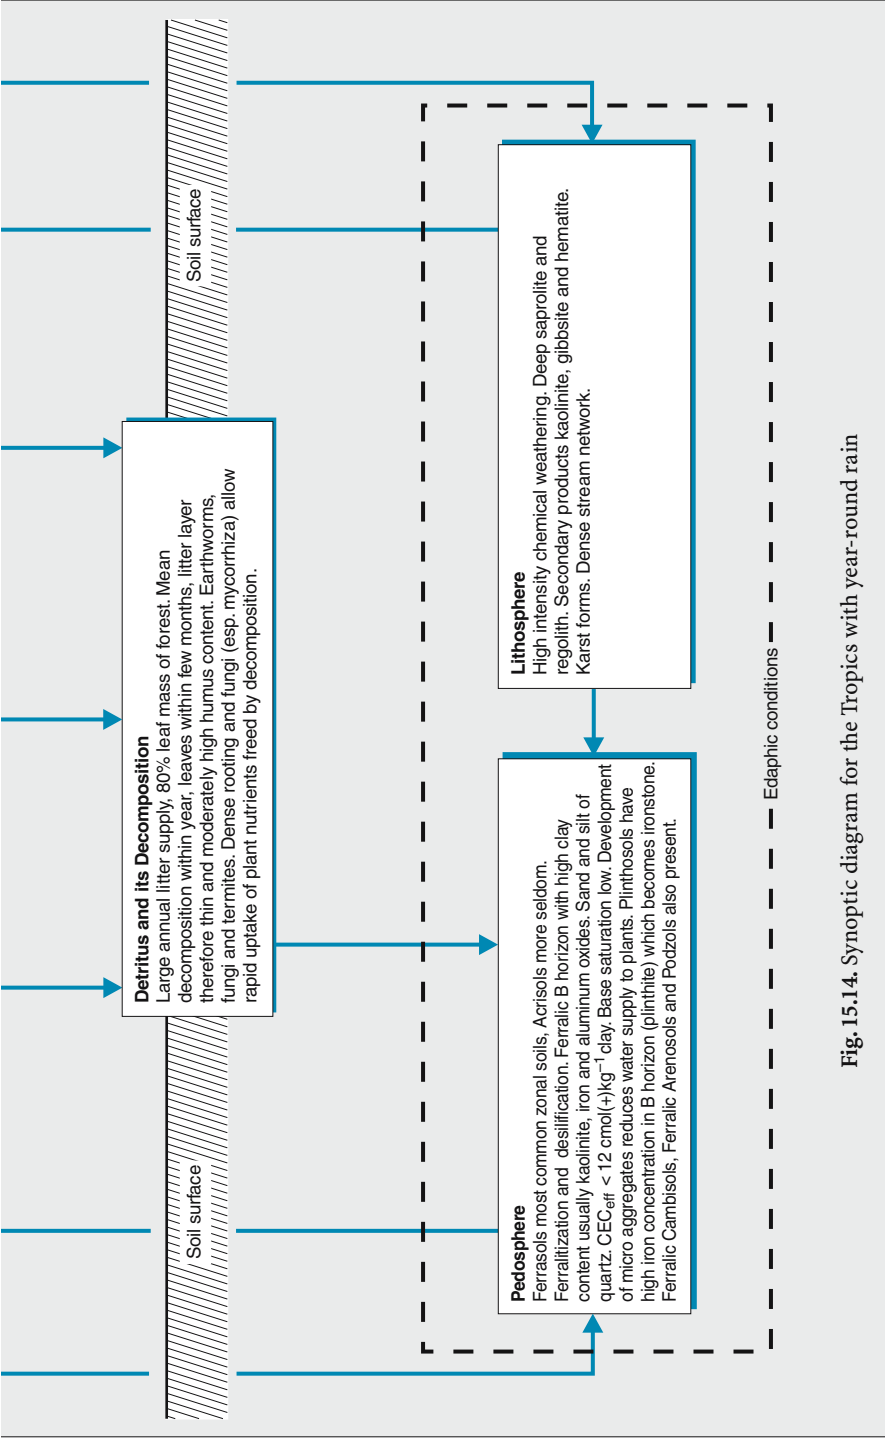 Detritus and its Decomposition
Large annual litter supply, 80% leaf mass of forest. Mean
decomposition within year, leaves within few months, litter layer
therefore thin and moderately high humus content. Earthworms,
fungi and termites. Dense rooting and fungi (esp. mycorrhiza) allow
rapid uptake of plant nutrients freed by decomposition.
Soil surface
Soil surface
Pedosphere
Ferrasols most common zonal soils, Acrisols more seldom.
Ferralitization and desilification. Ferralic B horizon with high clay
content usually kaolinite, iron and aluminum oxides. Sand and silt of
quartz. CECeff < 12 cmol(+)kg⁻¹ clay. Base saturation low. Development
of micro aggregates reduces water supply to plants. Plinthosols have
high iron concentration in B horizon (plinthite) which becomes ironstone.
Ferralic Cambisols, Ferralic Arenosols and Podzols also present.
Lithosphere
High intensity chemical weathering. Deep saprolite and
regolith. Secondary products kaolinite, gibbsite and hematite.
Karst forms. Dense stream network.
Edaphic conditions
Fig. 15.14. Synoptic diagram for the Tropics with year-round rain